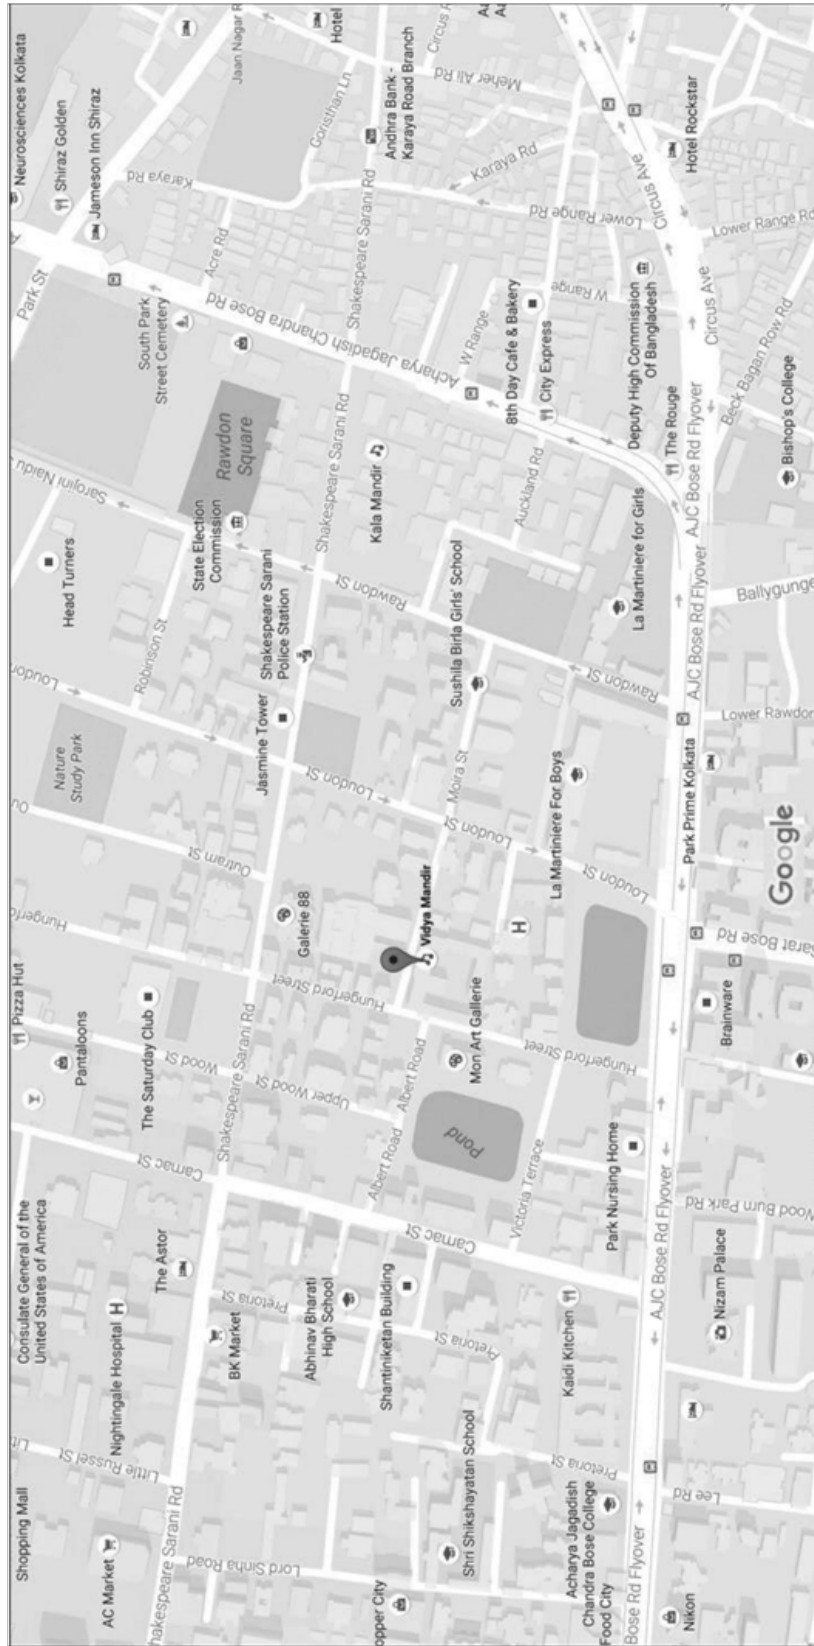 Shopping Mall
Consulate General of the
United States of America
Pizza Hut
Pantaloons
Head Turners
Park St
Neurosciences Kolkata
Shiraz Golden
Jameson Inn Shiraz
Jaan Nagar R
Hotel
Circus R
AC Market
Little Russel St
Nightingale Hospital
The Astor
Camac St
The Saturday Club
Wood St
Hungerfo
Outram St
Nature
Study Park
Loudon
Robinson St
Sarojini Naidu S
State Election
Commission
Rawdon
Square
South Park
Street Cemetery
Acre Rd
Karaya Rd
Goristhan Ln
Andhra Bank -
Karaya Road Branch
Meher Ali Rd
hakespeare Sarani Rd
Shakespeare Sarani Rd
Jasmine Tower
Shakespeare Sarani
Police Station
Shakespeare Sarani Rd
Shakespeare Sarani Rd
Lord Sinha Road
BK Market
Pretoria St
Abhinav Bharati
High School
Shantiniketan Building
Upper Wood St
Albert Road
Albert Road
Hungerford Street
Galerie 88
Vidya Mandir
Loudon St
Loudon St
Moira St
Rawdon St
Kala Mandir
Acharya Jagadish Chandra Bose Rd
W Range
Karaya Rd
Lower Range Rd
opper City
Shri Shikshayatan School
Pretoria St
Camac St
Pond
Mon Art Gallerie
Sushila Birla Girls' School
Auckland Rd
8th Day Cafe & Bakery
City Express
W Range
Circus Ave
Hotel Rockstar
Acharya Jagadish
Chandra Bose College
Food City
Pretoria St
Kaidi Kitchen
Victoria Terrace
Park Nursing Home
Hungerford Street
La Martiniere For Boys
Loudon St
Rawdon St
La Martiniere for Girls
Deputy High Commission
Of Bangladesh
The Rouge
Circus Ave
Lower Range Rd
Bose Rd Flyover
AJC Bose Rd Flyover
Park Prime Kolkata
AJC Bose Rd Flyover
AJC Bose Rd Flyover
Beck Bagan Row Rd
Nikon
Lee Rd
Nizam Palace
Wood Burn Park Rd
Brainware
Sarat Bose Rd
Google
Lower Rawdon
Ballygunge
Bishop's College